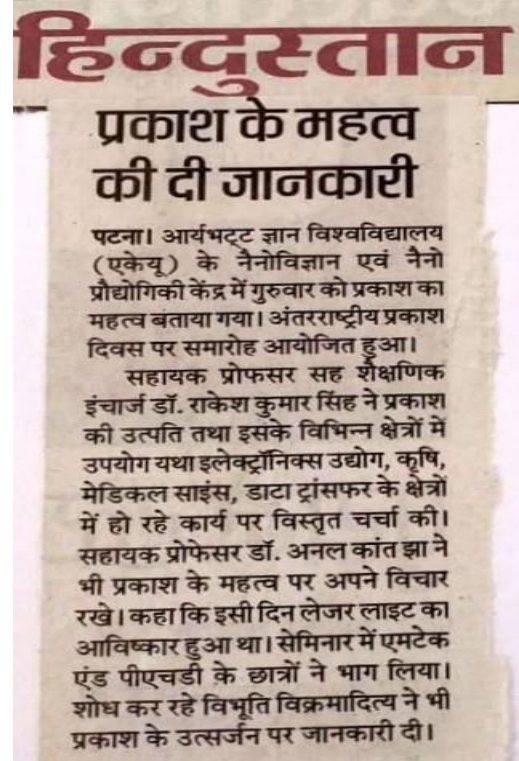 हिन्दुस्तान
प्रकाश के महत्व
की दी जानकारी
पटना। आर्यभट्ट ज्ञान विश्वविद्यालय
(एकेयू) के नैनोविज्ञान एवं नैनो
प्रौद्योगिकी केंद्र में गुरुवार को प्रकाश का
महत्व बताया गया। अंतरराष्ट्रीय प्रकाश
दिवस पर समारोह आयोजित हुआ।
सहायक प्रोफसर सह शैक्षणिक
इंचार्ज डॉ. राकेश कुमार सिंह ने प्रकाश
की उत्पति तथा इसके विभिन्न क्षेत्रों में
उपयोग यथा इलेक्ट्रॉनिक्स उद्योग, कृषि,
मेडिकल साइंस, डाटा ट्रांसफर के क्षेत्रों
में हो रहे कार्य पर विस्तृत चर्चा की।
सहायक प्रोफेसर डॉ. अनल कांत झा ने
भी प्रकाश के महत्व पर अपने विचार
रखे। कहा कि इसी दिन लेजर लाइट का
आविष्कार हुआ था। सेमिनार में एमटेक
एंड पीएचडी के छात्रों ने भाग लिया।
शोध कर रहे विभूति विक्रमादित्य ने भी
प्रकाश के उत्सर्जन पर जानकारी दी।